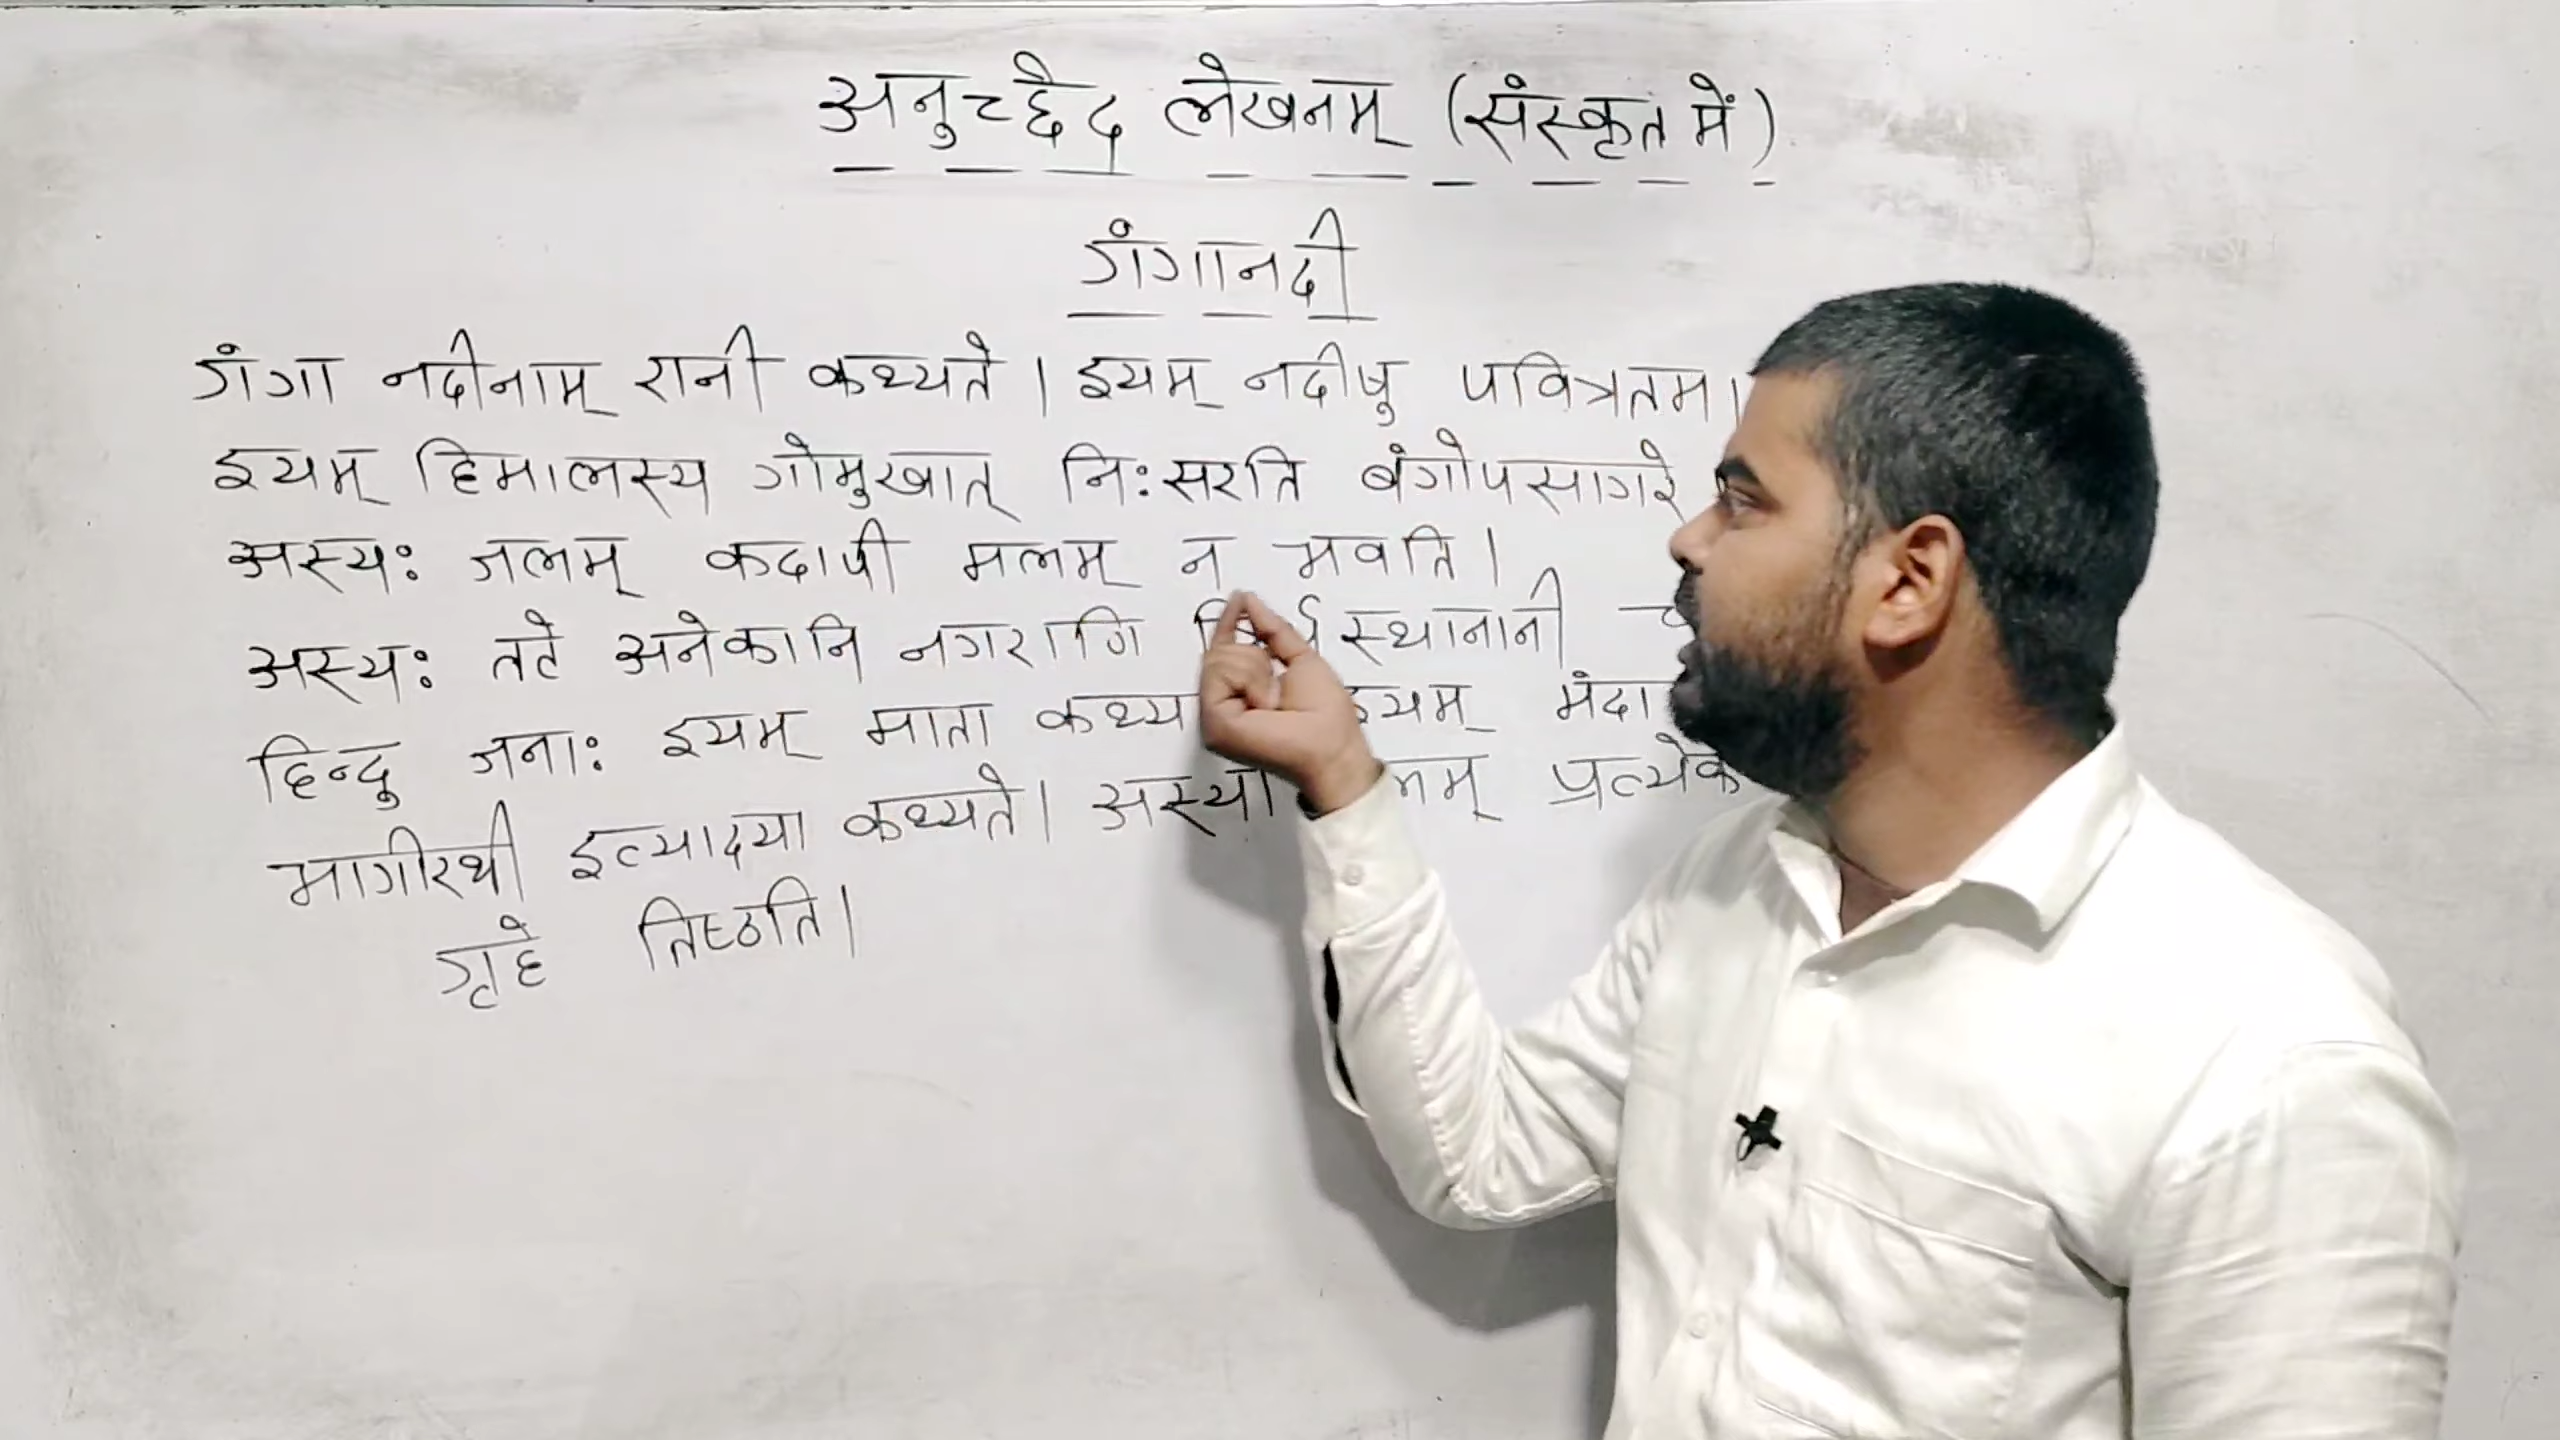 अनुच्छैद लेखनम् (संस्कृत में)
गंगानदी
गंगा नदीनाम् रानी कथ्यते। इयम् नदीषु पवित्रतमा
इयम् हिमालस्य गोमुखात् निःसरति बंगोपसागरे
अस्यः जलम् कदापी मलम् न भवति।
अस्यः तटे अनेकानि नगराणि स्थानानी
हिन्दु जनाः इयम् माता इयम्
भागीरथी इत्यादया कथ्यते। अस्या प्रत्येक
गृहे तिष्ठति।